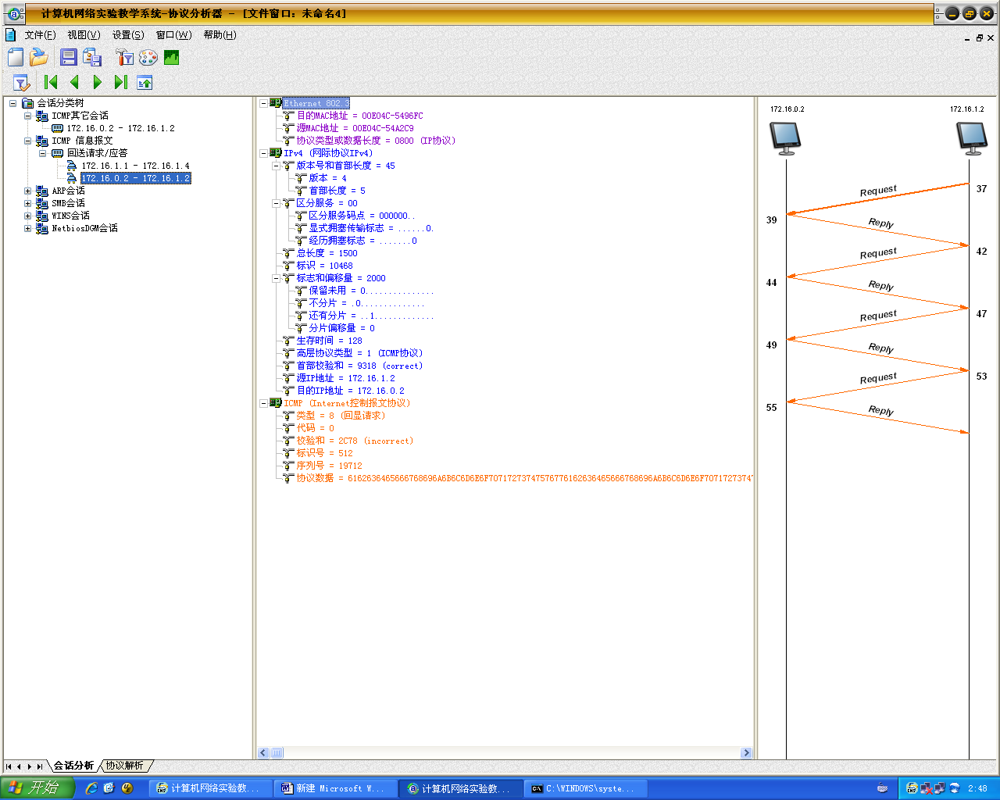 计算机网络实验教学系统-协议分析器 - [文件窗口: 未命名4]
文件(F) 视图(V) 设置(S) 窗口(W) 帮助(H)
会话分类树
ICMP其它会话
172.16.0.2 - 172.16.1.2
ICMP 信息报文
回送请求/应答
172.16.1.1 - 172.16.1.4
172.16.0.2 - 172.16.1.2
ARP会话
SMB会话
WINS会话
NetbiosDGM会话
Ethernet 802.3
目的MAC地址 = 00E04C-5496FC
源MAC地址 = 00E04C-54A2C9
协议类型或数据长度 = 0800 (IP协议)
IPv4 (网际协议IPv4)
版本号和首部长度 = 45
版本 = 4
首部长度 = 5
区分服务 = 00
区分服务码点 = 000000..
显式拥塞传输标志 = ......0.
经历拥塞标志 = .......0
总长度 = 1500
标识 = 10468
标志和偏移量 = 2000
保留未用 = 0...............
不分片 = .0..............
还有分片 = ..1.............
分片偏移量 = 0
生存时间 = 128
高层协议类型 = 1 (ICMP协议)
首部校验和 = 9318 (correct)
源IP地址 = 172.16.1.2
目的IP地址 = 172.16.0.2
ICMP (Internet控制报文协议)
类型 = 8 (回显请求)
代码 = 0
校验和 = 2C78 (incorrect)
标识号 = 512
序列号 = 19712
协议数据 = 6162636465666768696A6B6C6D6E6F70717273747576776162636465666768696A6B6C6D6E6F7071727374
172.16.0.2 172.16.1.2
Request 37
39 Reply
Request 42
44 Reply
Request 47
49 Reply
Request 53
55 Reply
会话分析 协议解析
开始 计算机网络实验教... 新建 Microsoft W... 计算机网络实验教... C:\WINDOWS\syste... 2:48